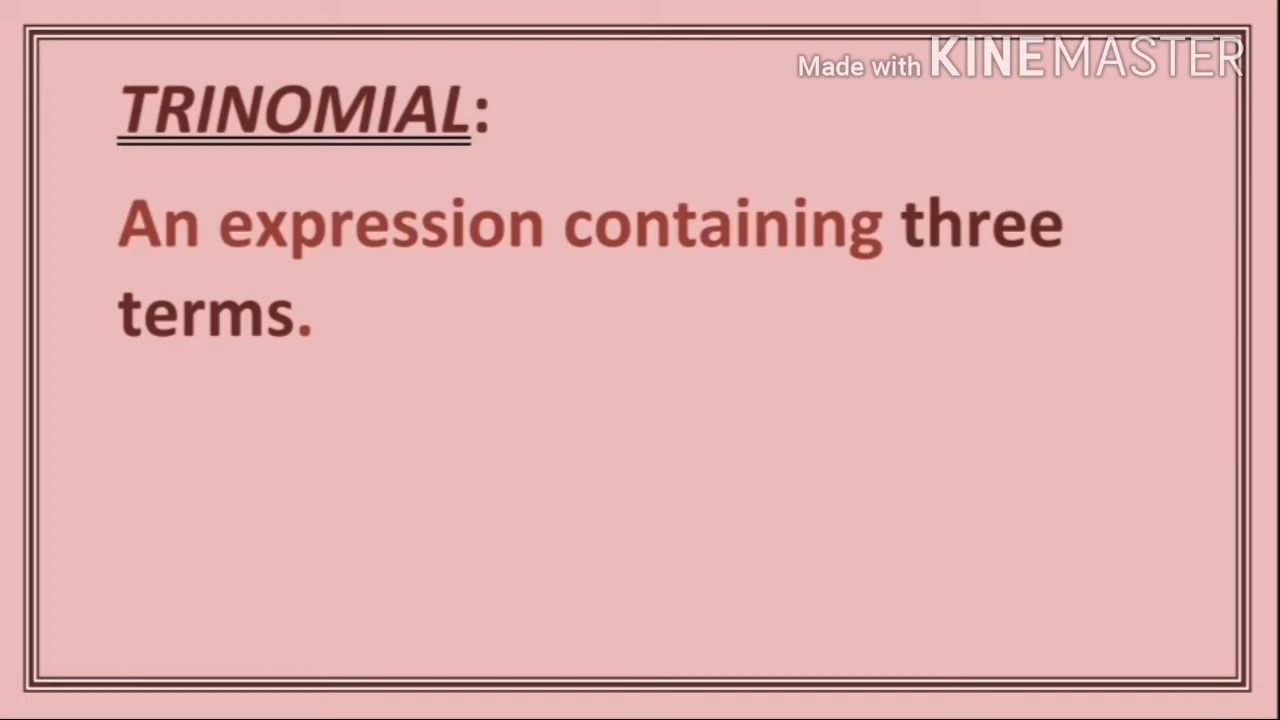 Made with KINEMASTER
TRINOMIAL:
An expression containing three
terms.